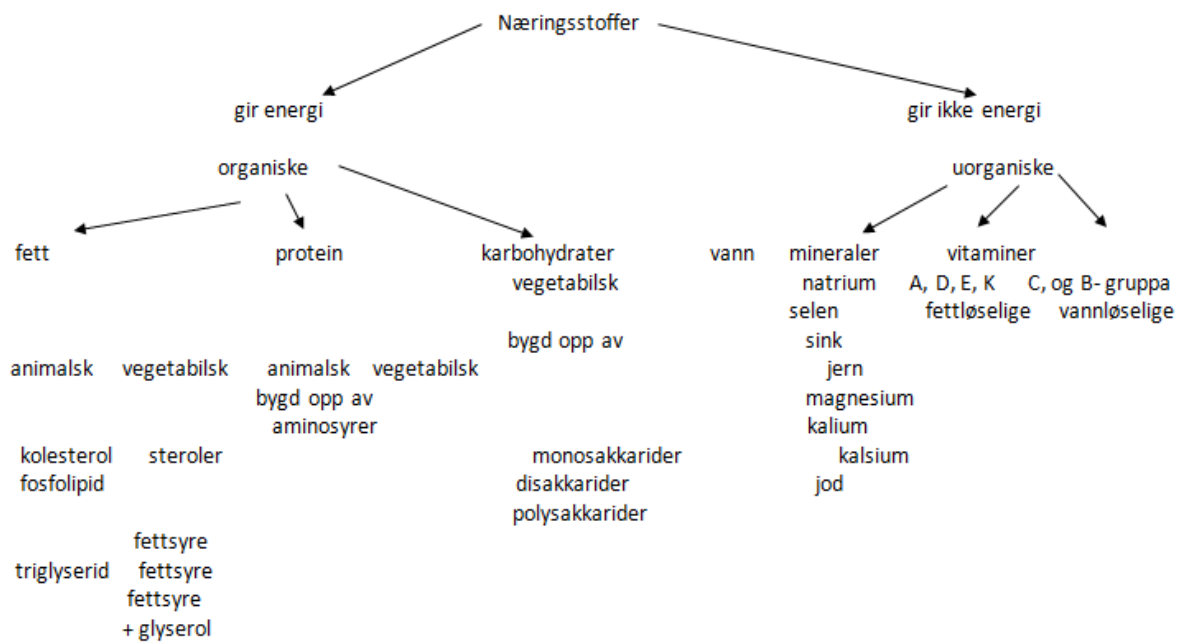 Næringsstoffer
gir energi gir ikke energi
organiske uorganiske
fett protein karbohydrater vann mineraler vitaminer
vegetabilsk natrium A, D, E, K C, og B- gruppa
selen fettløselige vannløselige
bygd opp av sink
animalsk vegetabilsk animalsk vegetabilsk jern
bygd opp av magnesium
aminosyrer kalium
kolesterol steroler monosakkarider kalsium
fosfolipid disakkarider jod
polysakkarider
fettsyre
triglyserid fettsyre
fettsyre
+ glyserol